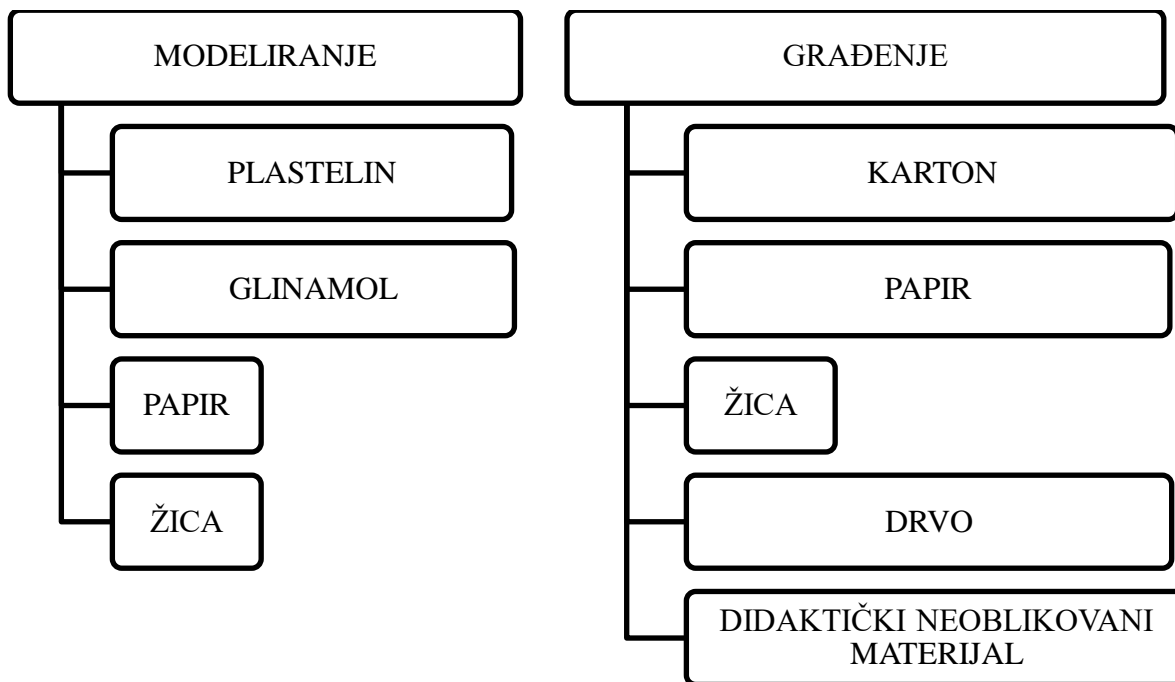 MODELIRANJE
PLASTELIN
GLINAMOL
PAPIR
ŽICA
GRAĐENJE
KARTON
PAPIR
ŽICA
DRVO
DIDAKTIČKI NEOBLIKOVANI
MATERIJAL